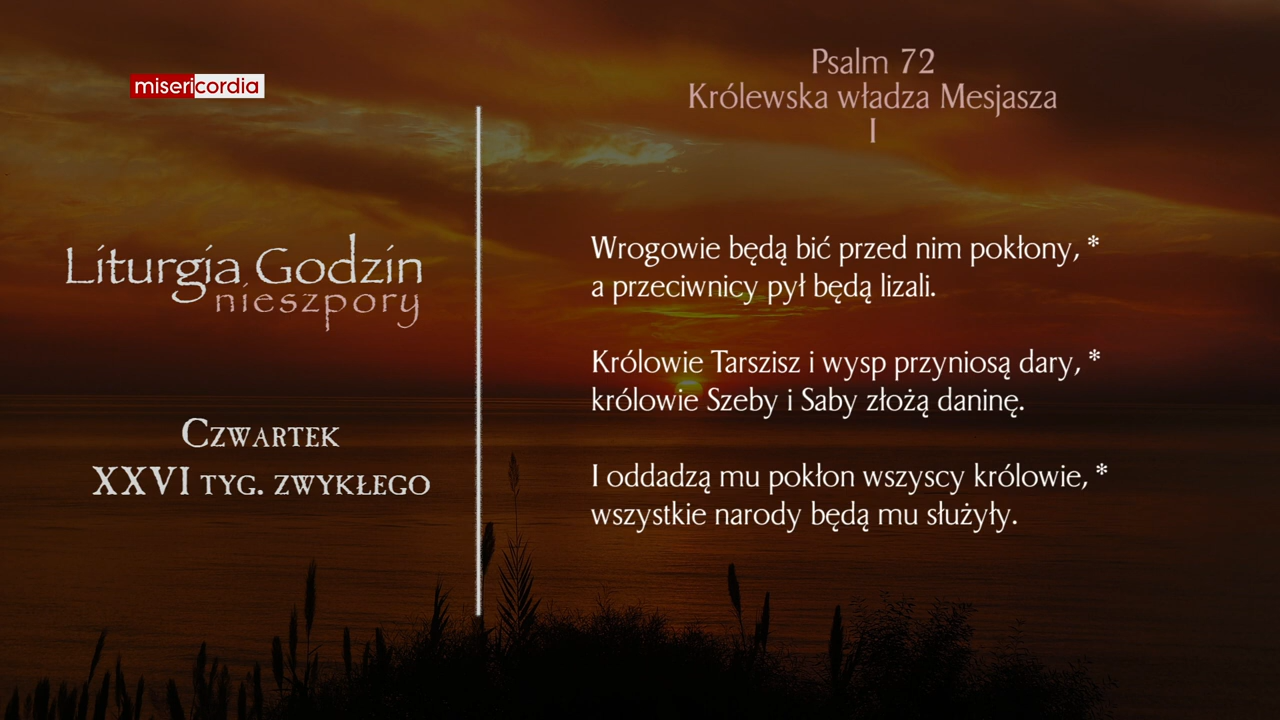 misericordia
Liturgia Godzin
nieszpory
Czwartek
XXVI tyg. zwykłego
Psalm 72
Królewska władza Mesjasza
I
Wrogowie będą bić przed nim pokłony, *
a przeciwnicy pył będą lizali.
Królowie Tarszisz i wysp przyniosą dary, *
królowie Szeby i Saby złożą daninę.
I oddadzą mu pokłon wszyscy królowie, *
wszystkie narody będą mu służyły.